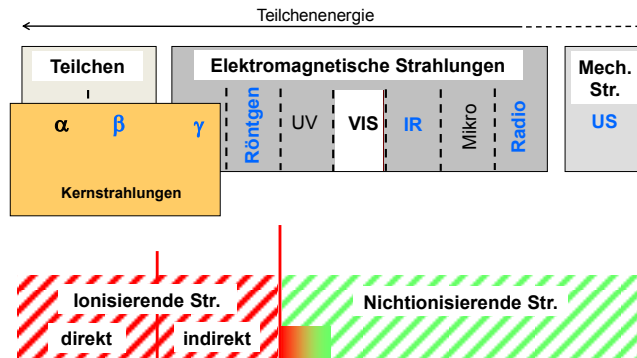 Teilchenenergie
Teilchen
Elektromagnetische Strahlungen
Mech.
Str.
α β γ Röntgen UV VIS IR Mikro Radio US
Kernstrahlungen
Ionisierende Str.
direkt indirekt
Nichtionisierende Str.